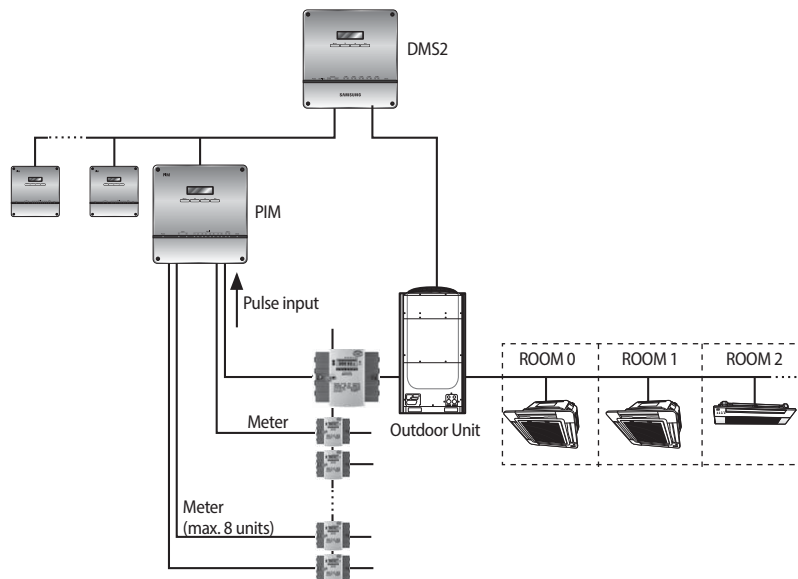 DMS2
SAMSUNG
PIM
Pulse input
ROOM 0
ROOM 1
ROOM 2
Meter
Outdoor Unit
Meter
(max. 8 units)